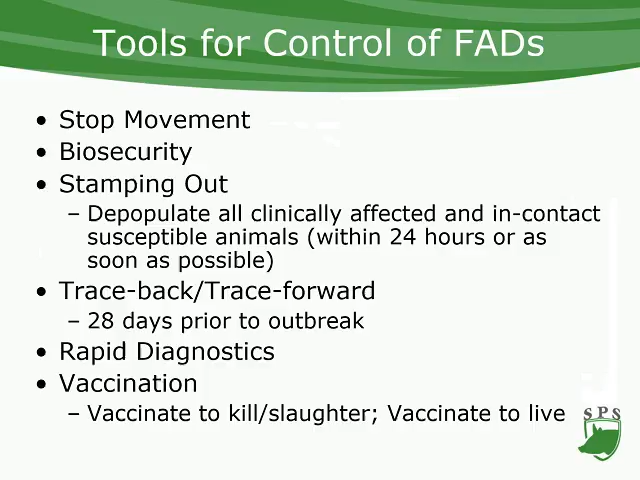 Tools for Control of FADs
• Stop Movement
• Biosecurity
• Stamping Out
– Depopulate all clinically affected and in-contact
susceptible animals (within 24 hours or as
soon as possible)
• Trace-back/Trace-forward
– 28 days prior to outbreak
• Rapid Diagnostics
• Vaccination
– Vaccinate to kill/slaughter; Vaccinate to live
SPS